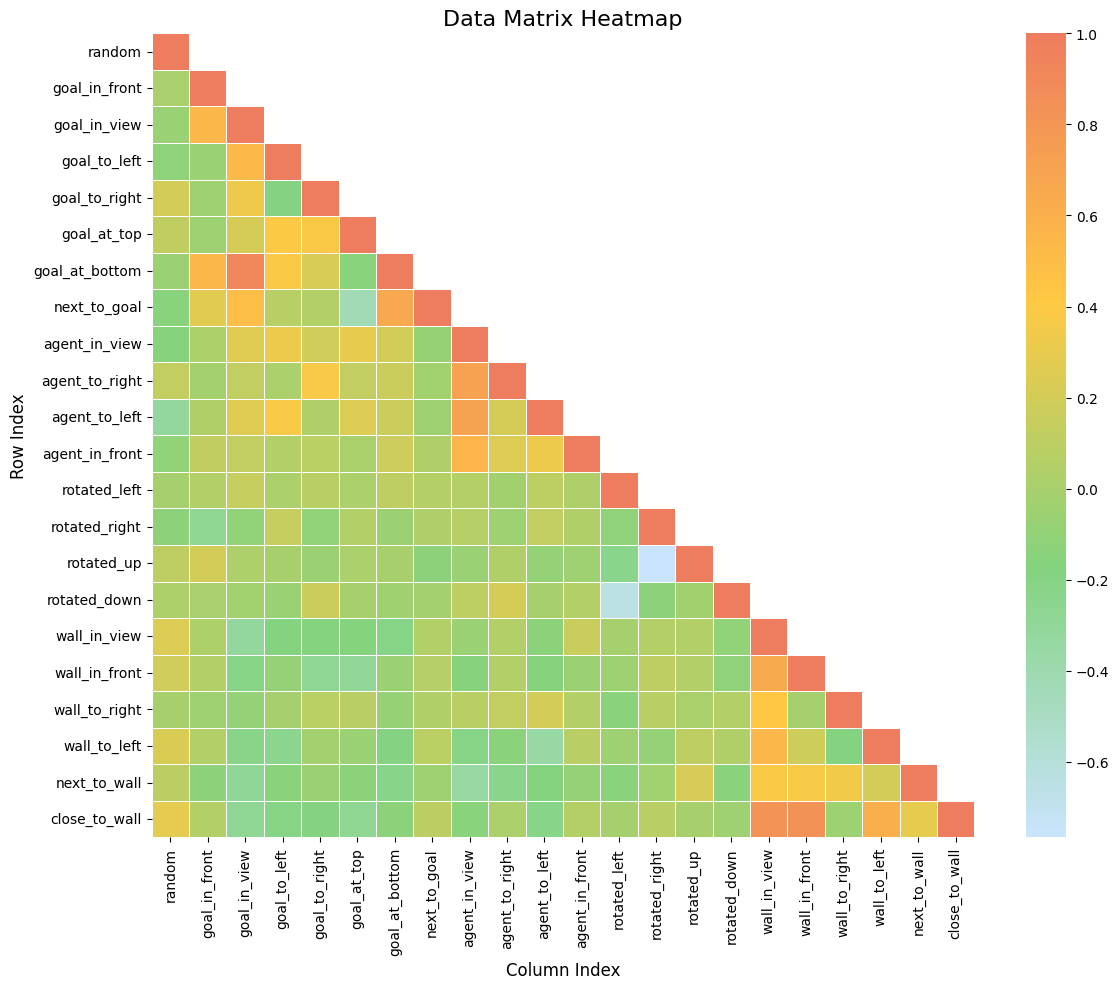 Data Matrix Heatmap
Row Index
random
goal_in_front
goal_in_view
goal_to_left
goal_to_right
goal_at_top
goal_at_bottom
next_to_goal
agent_in_view
agent_to_right
agent_to_left
agent_in_front
rotated_left
rotated_right
rotated_up
rotated_down
wall_in_view
wall_in_front
wall_to_right
wall_to_left
next_to_wall
close_to_wall
random
goal_in_front
goal_in_view
goal_to_left
goal_to_right
goal_at_top
goal_at_bottom
next_to_goal
agent_in_view
agent_to_right
agent_to_left
agent_in_front
rotated_left
rotated_right
rotated_up
rotated_down
wall_in_view
wall_in_front
wall_to_right
wall_to_left
next_to_wall
close_to_wall
Column Index
1.0
0.8
0.6
0.4
0.2
0.0
−0.2
−0.4
−0.6